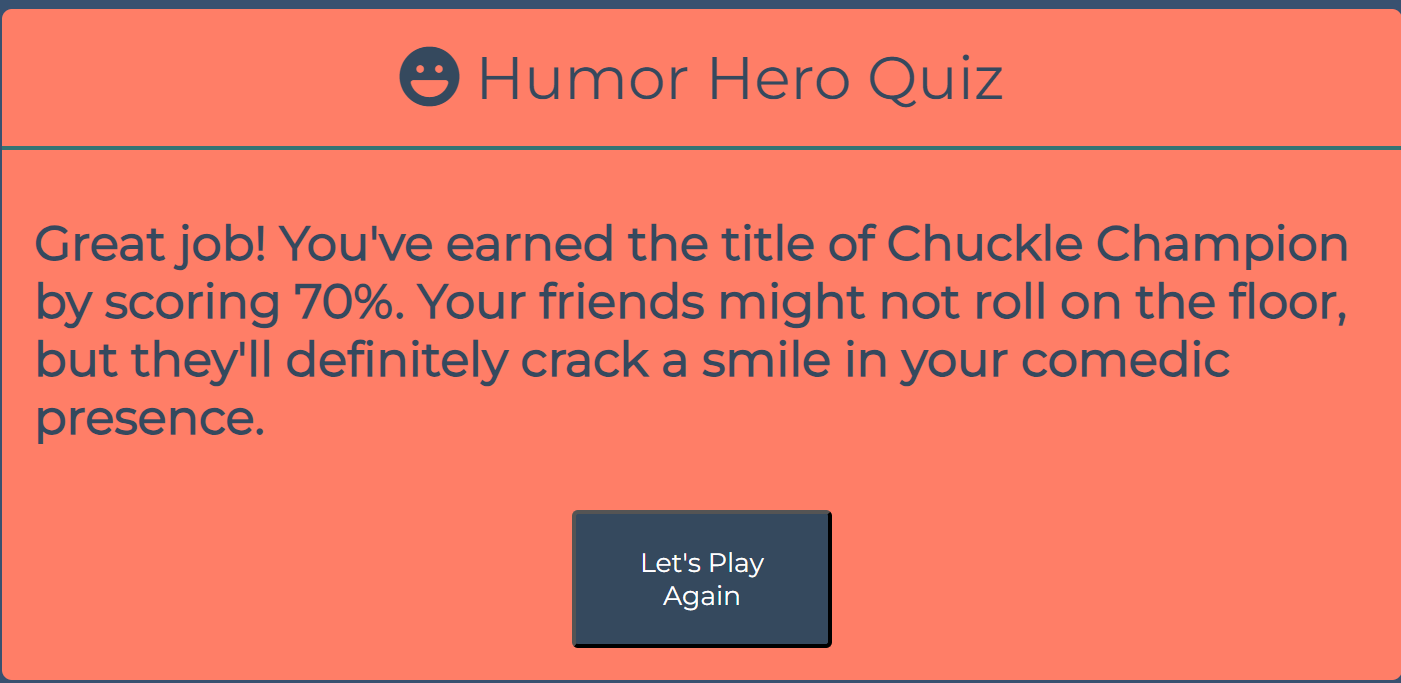 Humor Hero Quiz
Great job! You've earned the title of Chuckle Champion
by scoring 70%. Your friends might not roll on the floor,
but they'll definitely crack a smile in your comedic
presence.
Let's Play
Again